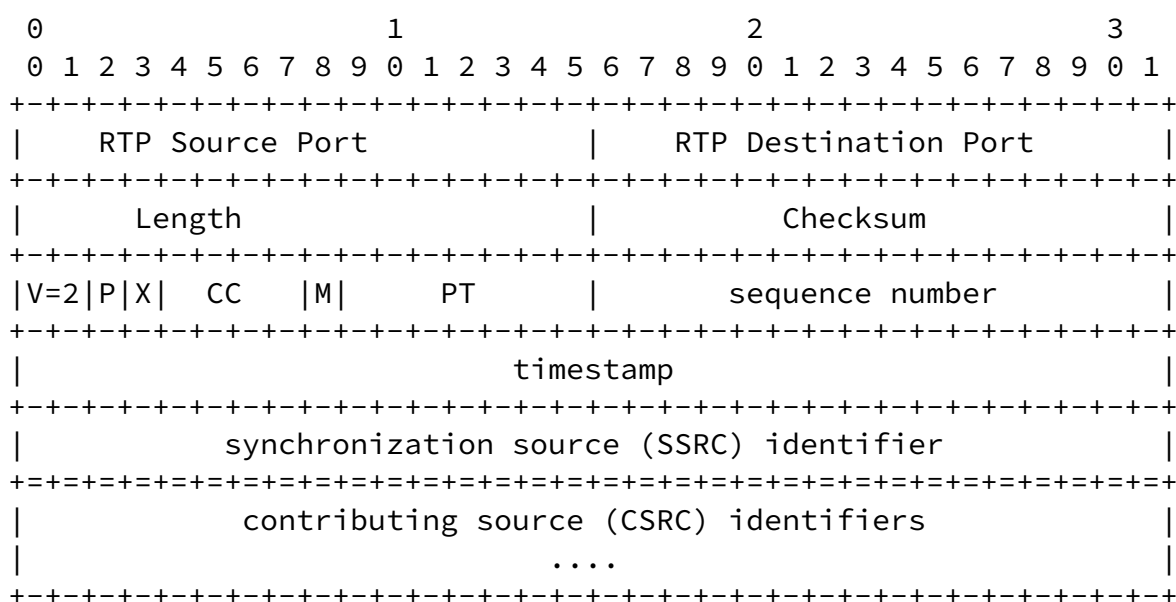 0                   1                   2                   3
 0 1 2 3 4 5 6 7 8 9 0 1 2 3 4 5 6 7 8 9 0 1 2 3 4 5 6 7 8 9 0 1
+-+-+-+-+-+-+-+-+-+-+-+-+-+-+-+-+-+-+-+-+-+-+-+-+-+-+-+-+-+-+-+-+
|    RTP Source Port            |    RTP Destination Port       |
+-+-+-+-+-+-+-+-+-+-+-+-+-+-+-+-+-+-+-+-+-+-+-+-+-+-+-+-+-+-+-+-+
|      Length                   |          Checksum             |
+-+-+-+-+-+-+-+-+-+-+-+-+-+-+-+-+-+-+-+-+-+-+-+-+-+-+-+-+-+-+-+-+
|V=2|P|X|  CC   |M|     PT      |       sequence number         |
+-+-+-+-+-+-+-+-+-+-+-+-+-+-+-+-+-+-+-+-+-+-+-+-+-+-+-+-+-+-+-+-+
|                           timestamp                           |
+-+-+-+-+-+-+-+-+-+-+-+-+-+-+-+-+-+-+-+-+-+-+-+-+-+-+-+-+-+-+-+-+
|           synchronization source (SSRC) identifier            |
+=+=+=+=+=+=+=+=+=+=+=+=+=+=+=+=+=+=+=+=+=+=+=+=+=+=+=+=+=+=+=+=+
|            contributing source (CSRC) identifiers             |
|                             ....                              |
+-+-+-+-+-+-+-+-+-+-+-+-+-+-+-+-+-+-+-+-+-+-+-+-+-+-+-+-+-+-+-+-+